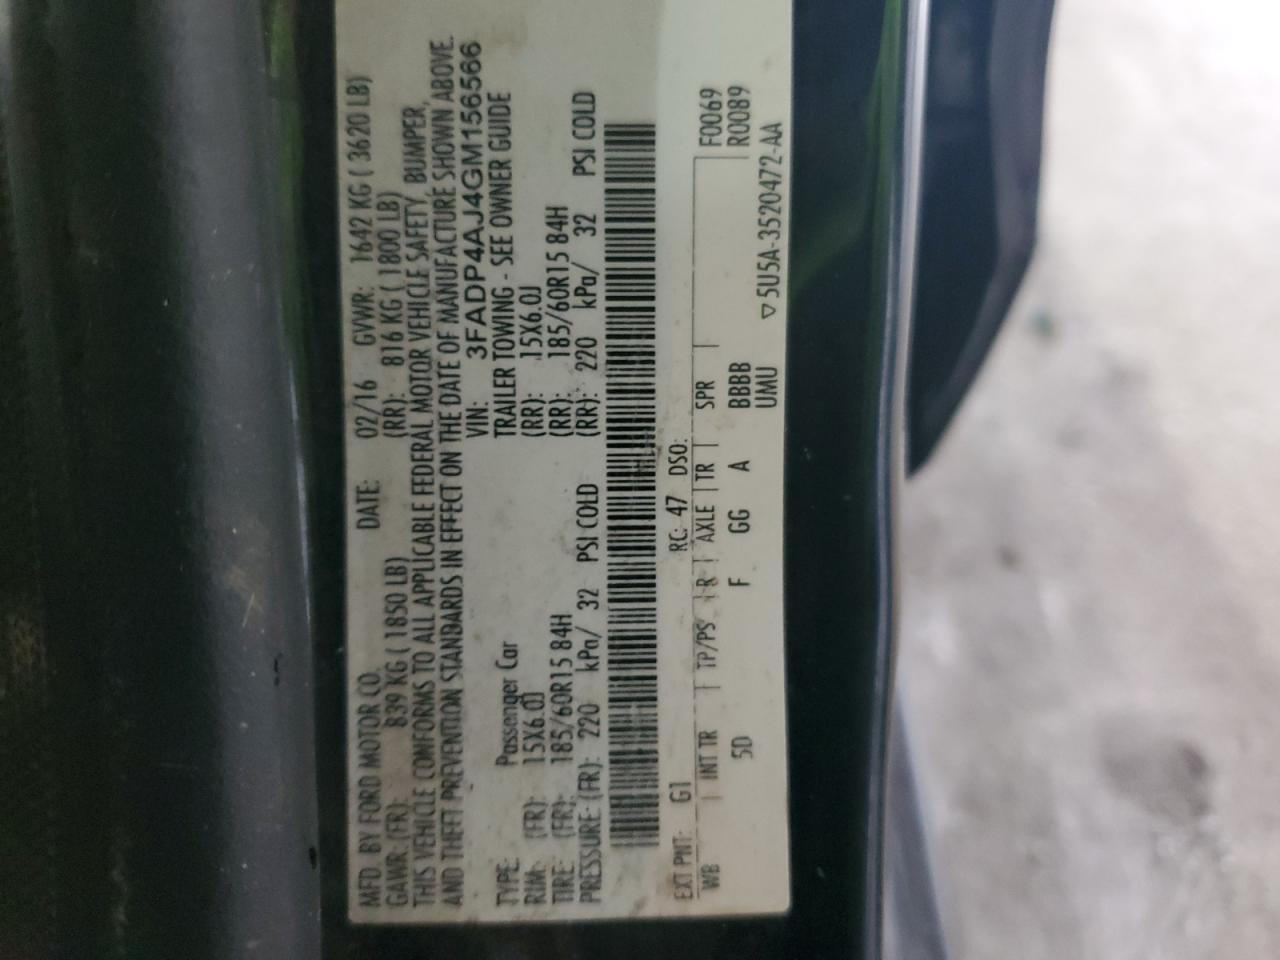 MFD. BY FORD MOTOR CO. DATE: 02/16 GVWR: 1642 KG ( 3620 LB)
GAWR: (FR): 839 KG ( 1850 LB) (RR): 816 KG ( 1800 LB)
THIS VEHICLE CONFORMS TO ALL APPLICABLE FEDERAL MOTOR VEHICLE SAFETY, BUMPER,
AND THEFT PREVENTION STANDARDS IN EFFECT ON THE DATE OF MANUFACTURE SHOWN ABOVE.
VIN: 3FADP4AJ4GM156566
TYPE: Passenger Car TRAILER TOWING - SEE OWNER GUIDE
RIM: (FR): 15X6.0J (RR): 15X6.0J
TIRE: (FR): 185/60R15 84H (RR): 185/60R15 84H
PRESSURE: (FR): 220 kPa/ 32 PSI COLD (RR): 220 kPa/ 32 PSI COLD
EXT PNT: G1 RC: 47 DSO: F0069
WB | INT TR | TP/PS | R | AXLE | TR | SPR R0089
5D F GG A BBBB
UMU ▽5U5A-3520472-AA